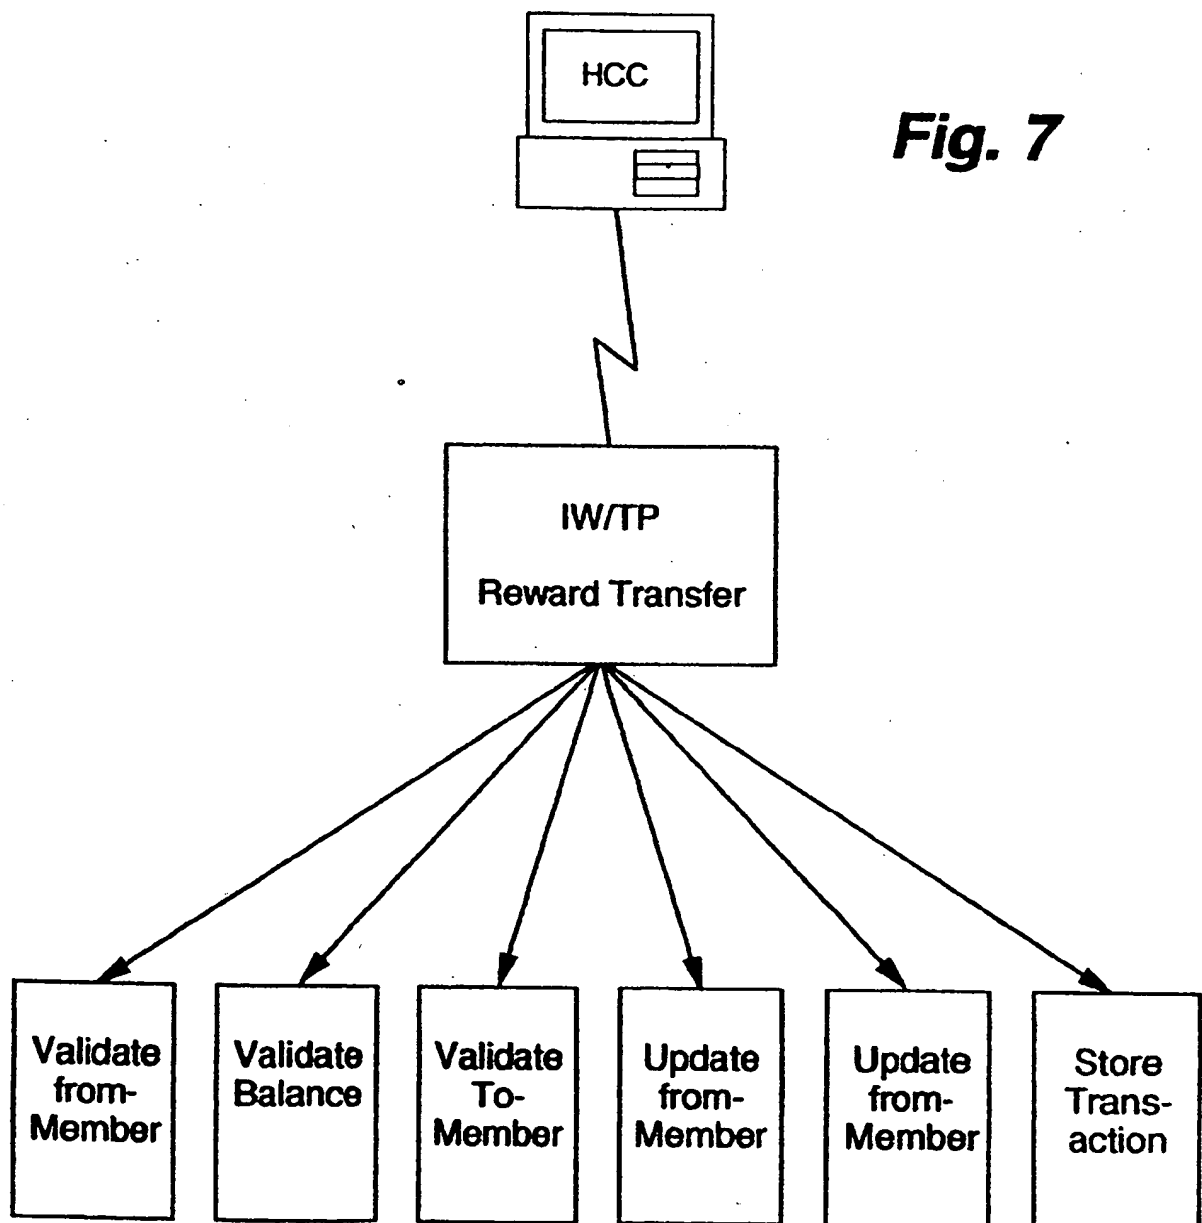 HCC
Fig. 7
IW/TP
Reward Transfer
Validate
from-
Member
Validate
Balance
Validate
To-
Member
Update
from-
Member
Update
from-
Member
Store
Trans-
action